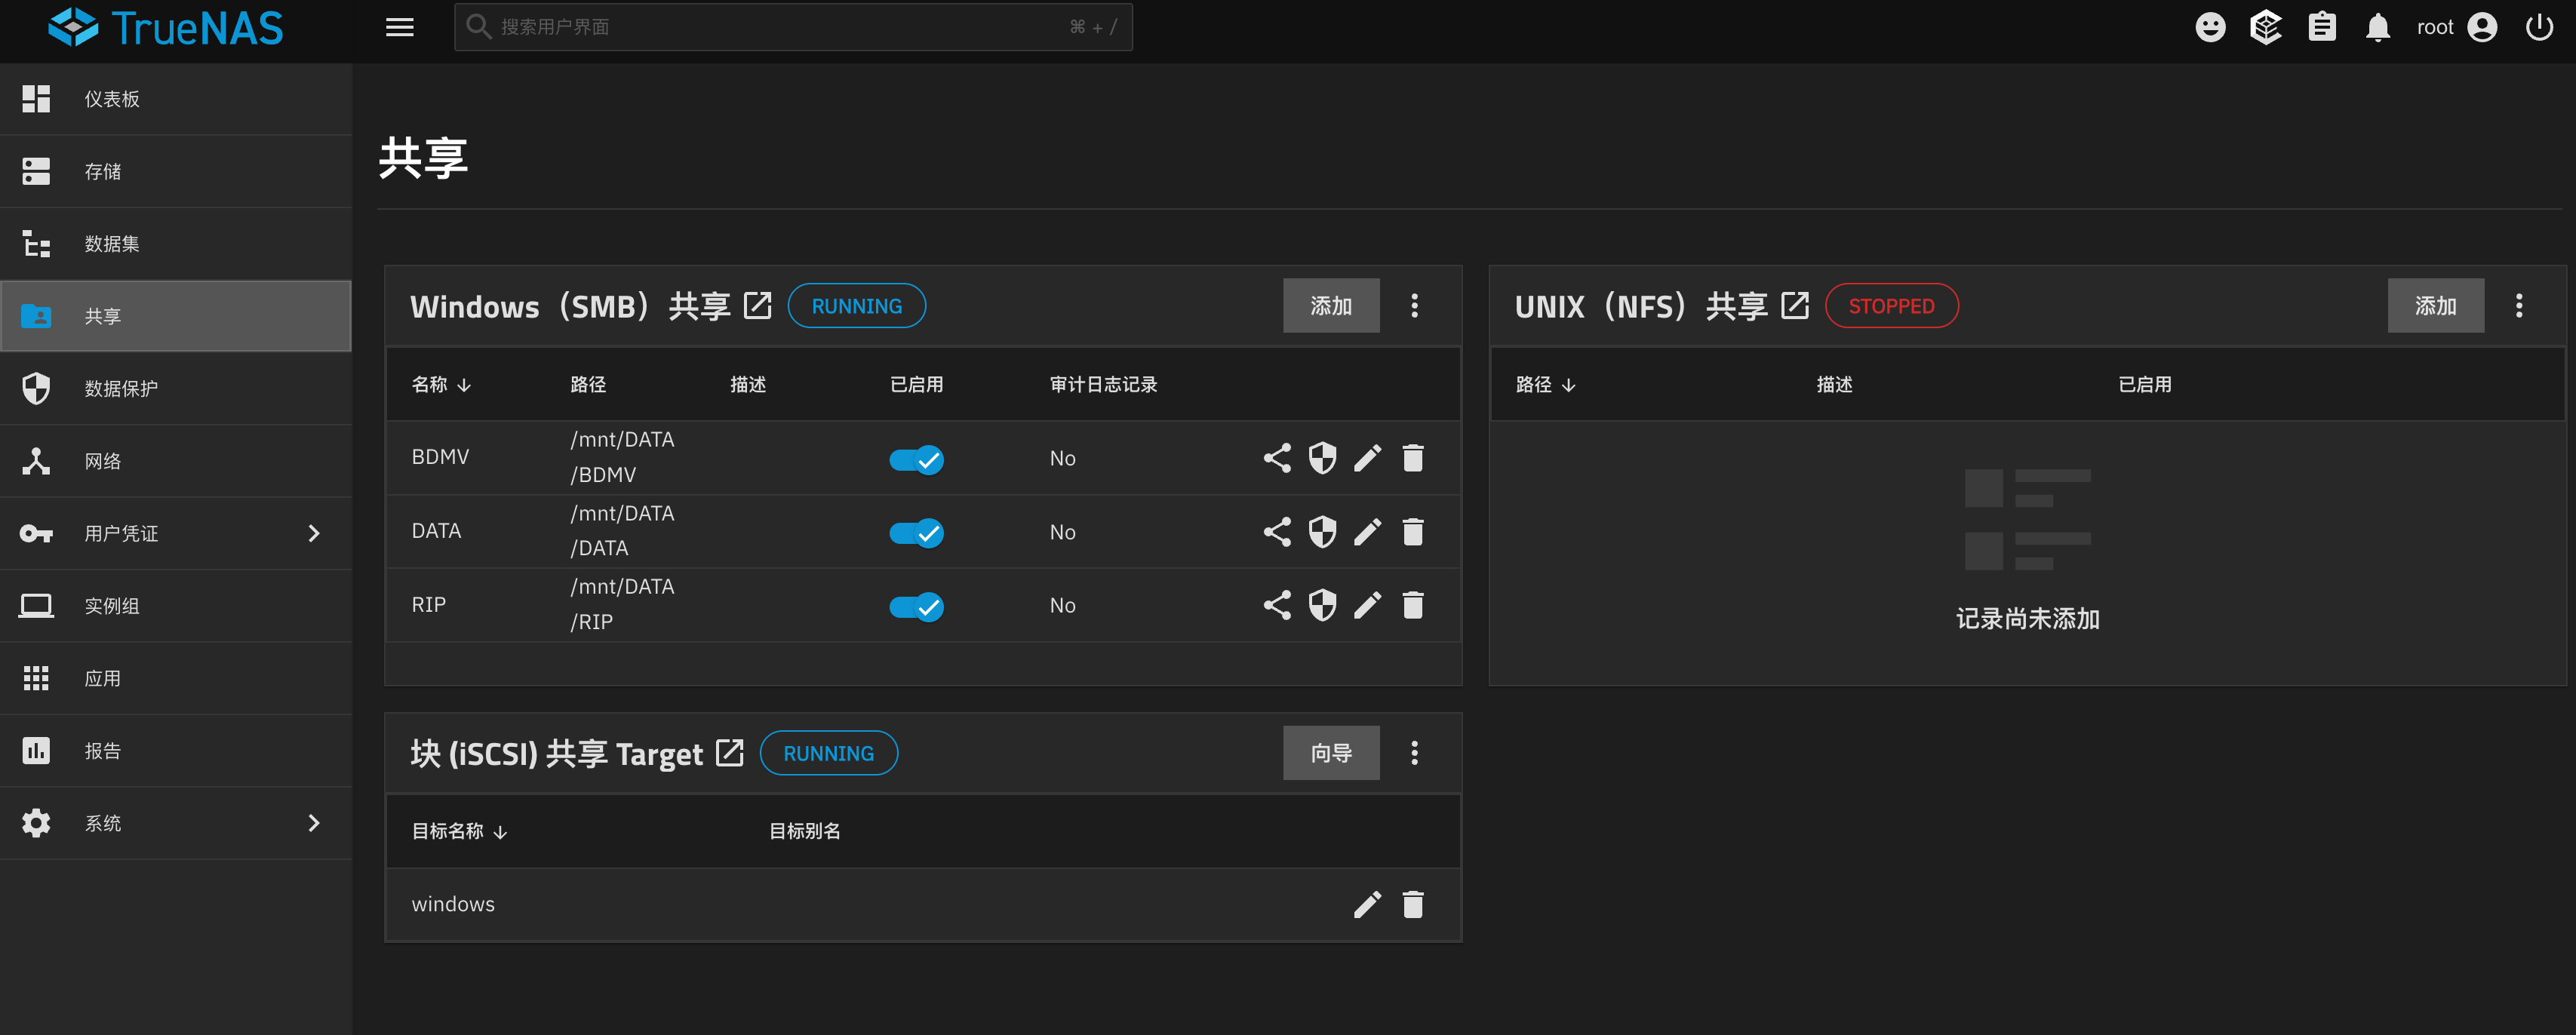 TrueNAS
搜索用户界面
⌘ + /
root
仪表板
存储
数据集
共享
数据保护
网络
用户凭证
实例组
应用
报告
系统
共享
Windows（SMB）共享
RUNNING
添加
名称 路径 描述 已启用 审计日志记录
BDMV
/mnt/DATA
/BDMV
No
DATA
/mnt/DATA
/DATA
No
RIP
/mnt/DATA
/RIP
No
UNIX（NFS）共享
STOPPED
添加
路径 描述 已启用
记录尚未添加
块 (iSCSI) 共享 Target
RUNNING
向导
目标名称 目标别名
windows